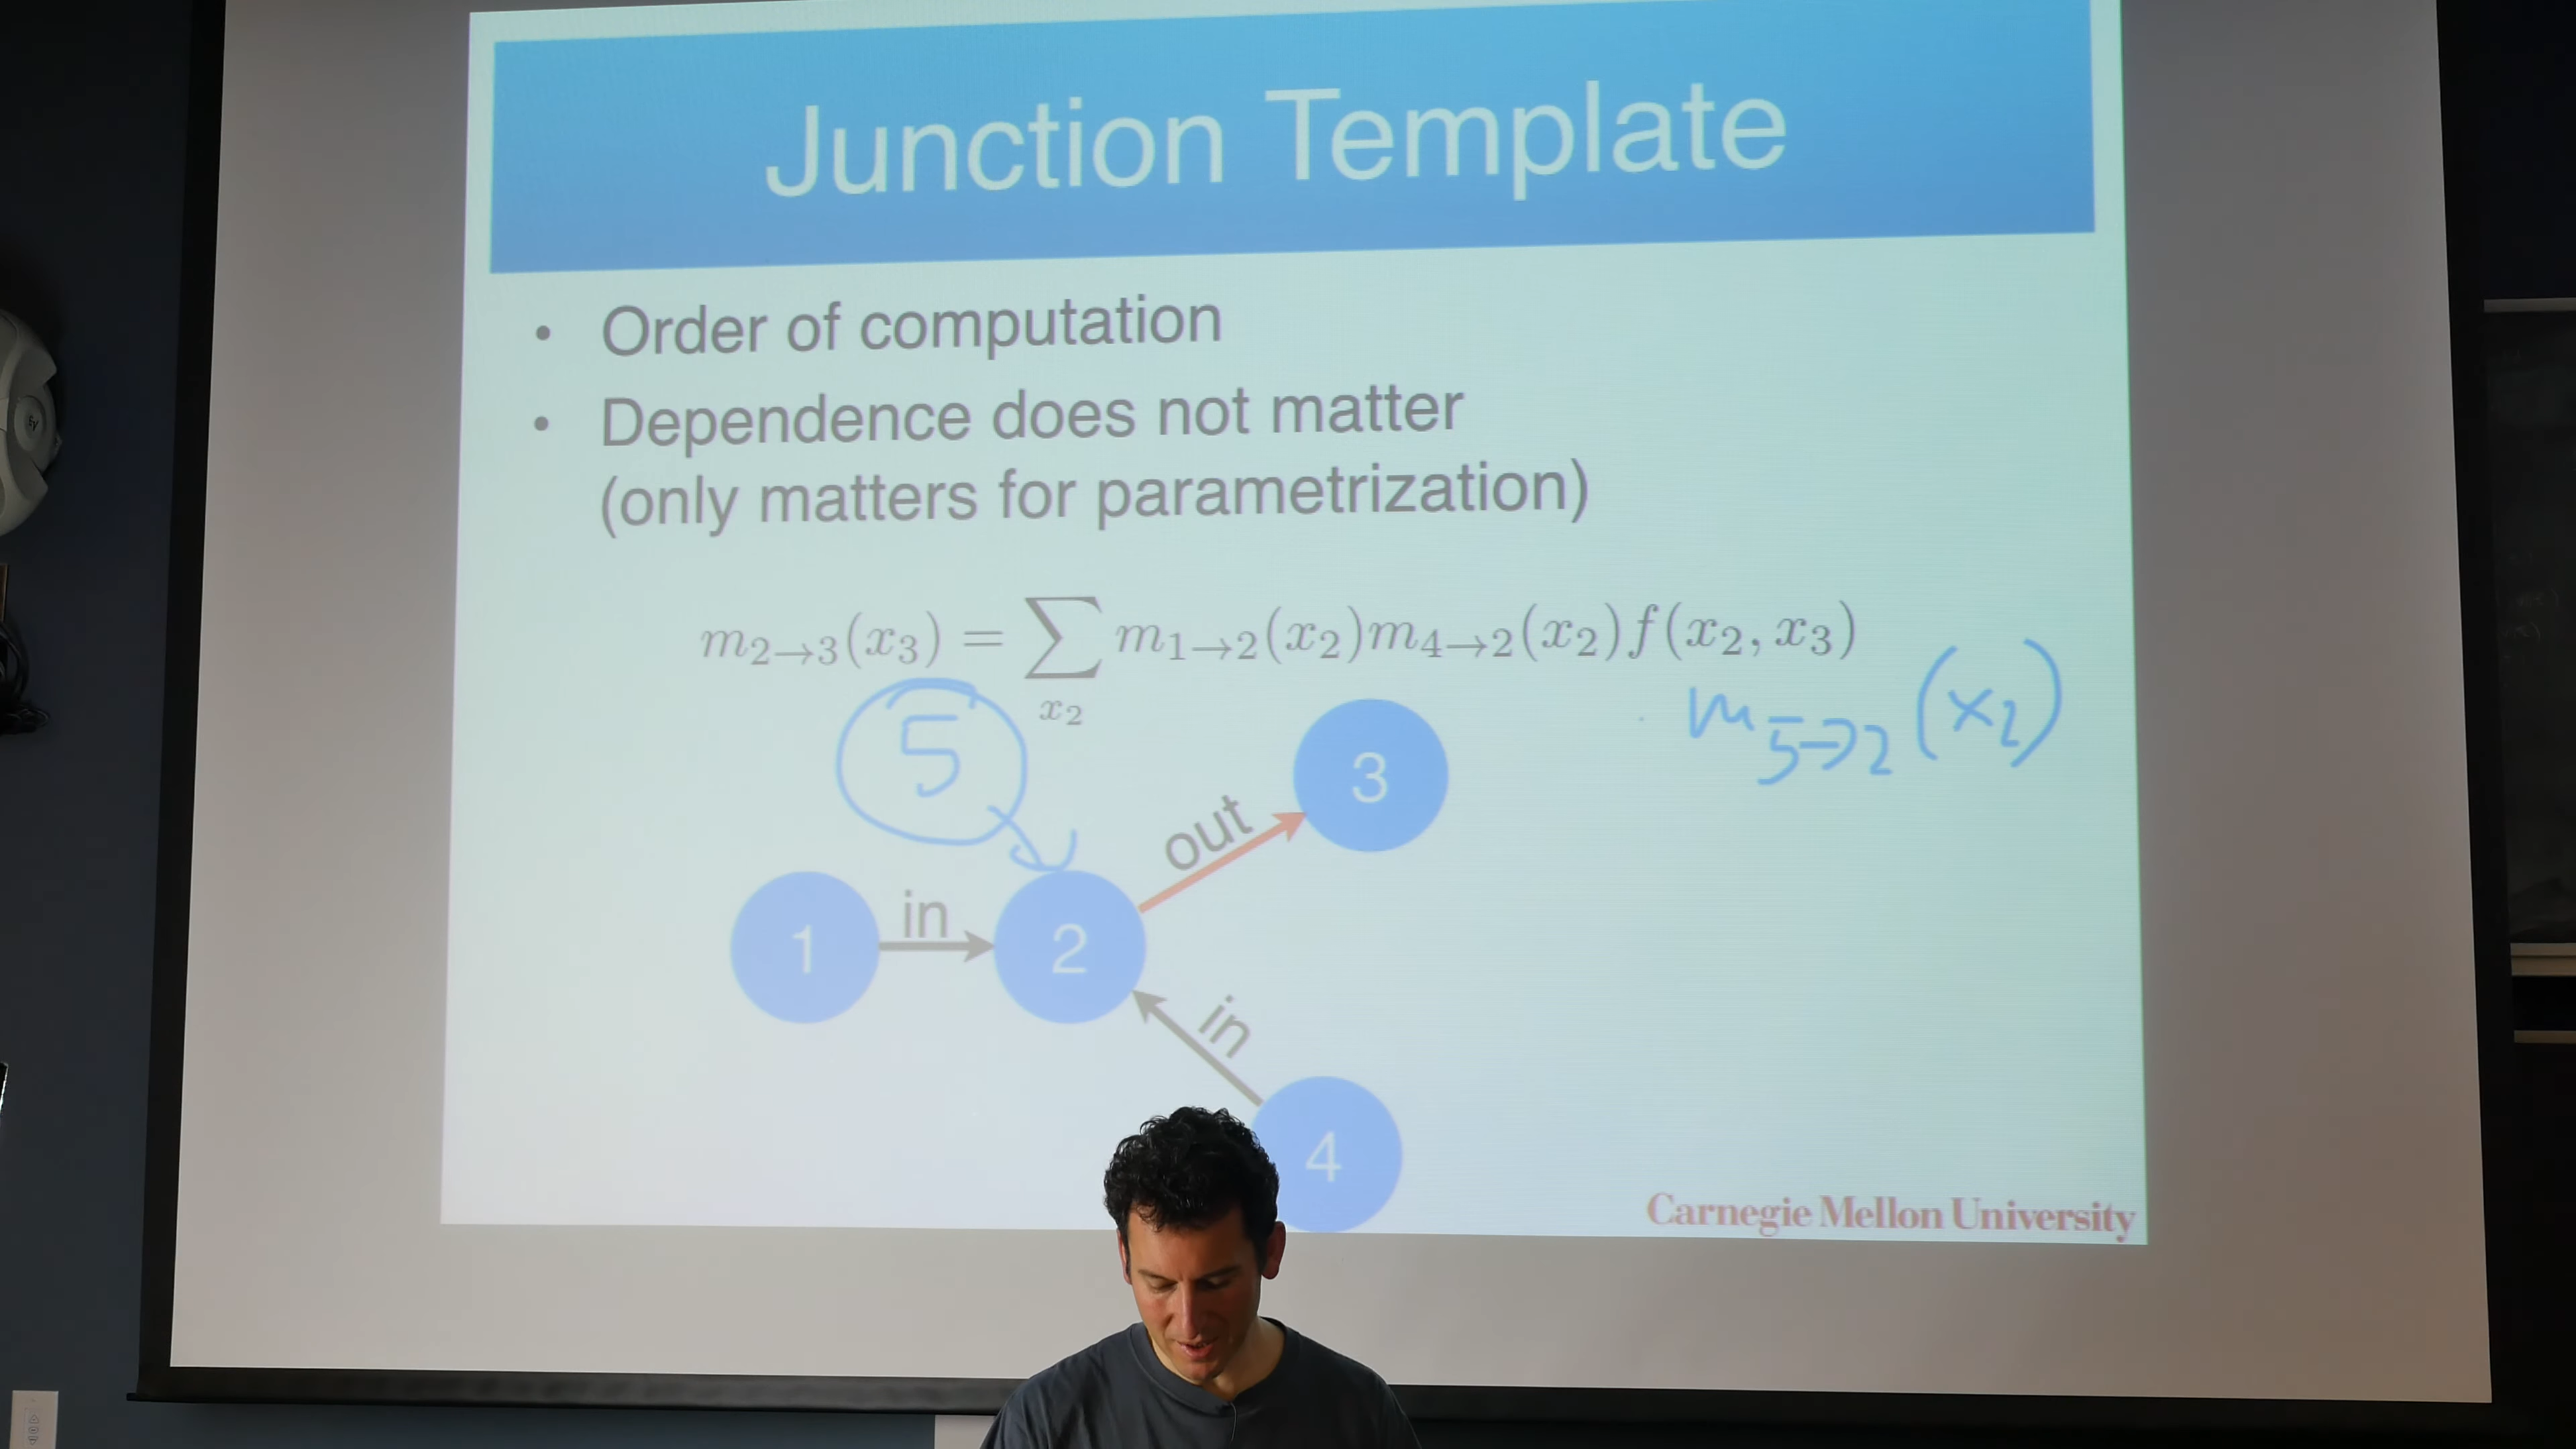 Junction Template
• Order of computation
• Dependence does not matter
(only matters for parametrization)
m₂→₃(x₃) = ∑ m₁→₂(x₂)m₄→₂(x₂)f(x₂, x₃)
x₂
m₅→₂(x₂)
5
3
out
1
in
2
in
4
Carnegie Mellon University